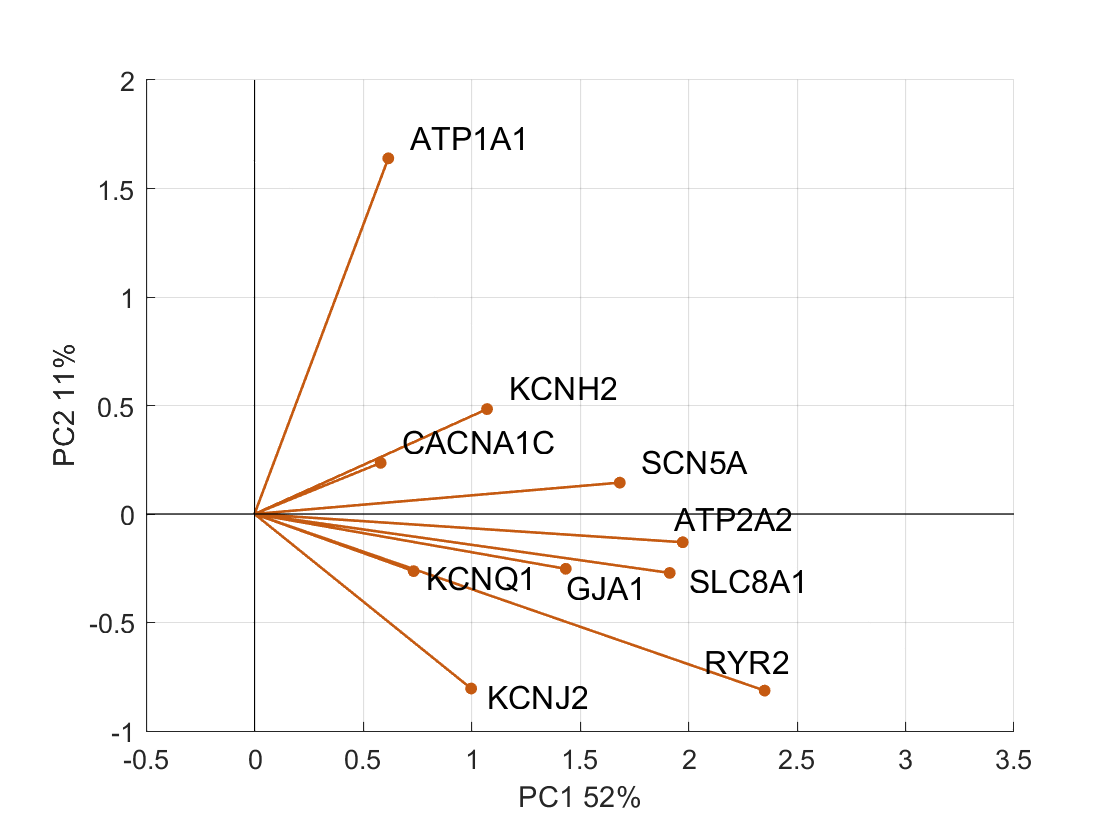 2
ATP1A1
1.5
1
KCNH2
0.5
CACNA1C
SCN5A
0
ATP2A2
KCNQ1
GJA1
SLC8A1
-0.5
RYR2
KCNJ2
-1
-0.5
0
0.5
1
1.5
2
2.5
3
3.5
PC1 52%
PC2 11%